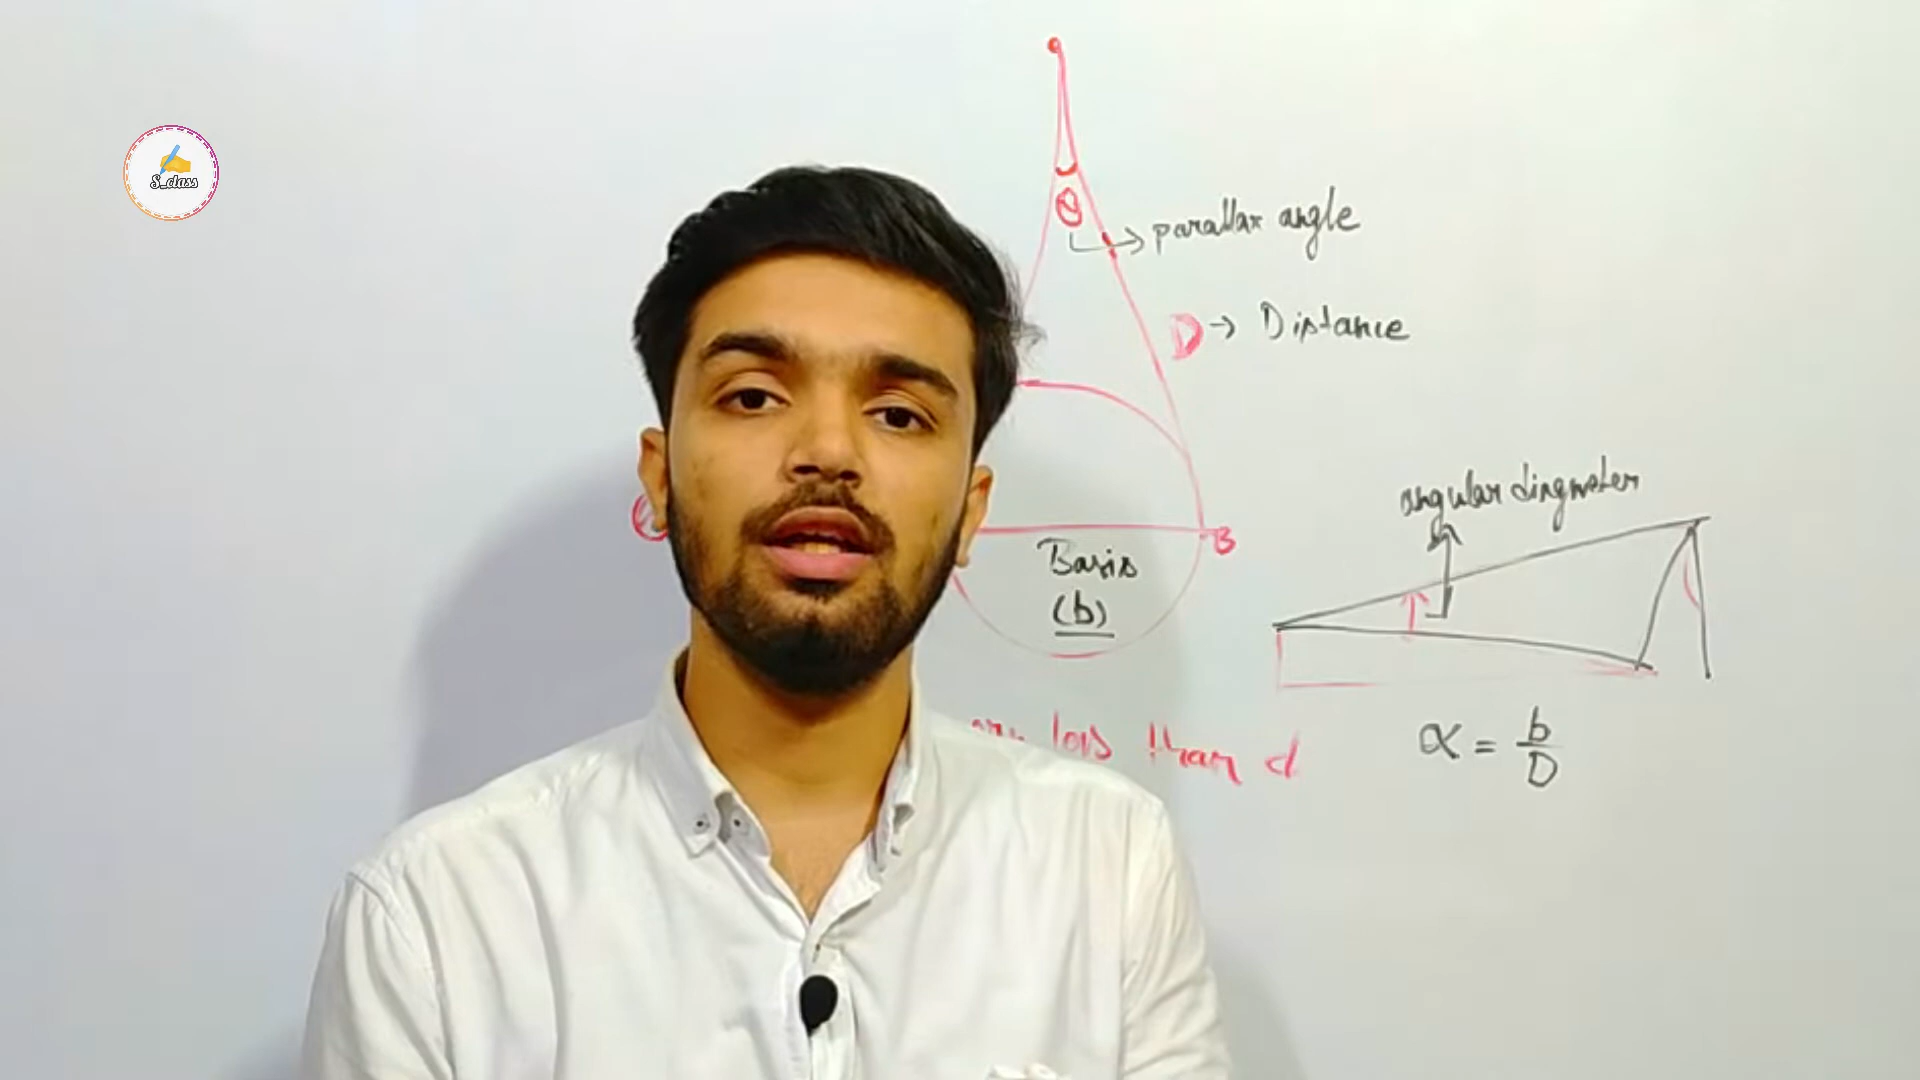 S_class
θ
parallax angle
D → Distance
angular diameter
B
Basis
(b)
less than d
α = b/D